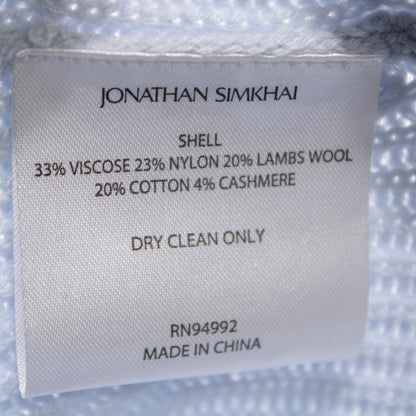 JONATHAN SIMKHAI
SHELL
33% VISCOSE 23% NYLON 20% LAMBS WOOL
20% COTTON 4% CASHMERE
DRY CLEAN ONLY
RN94992
MADE IN CHINA